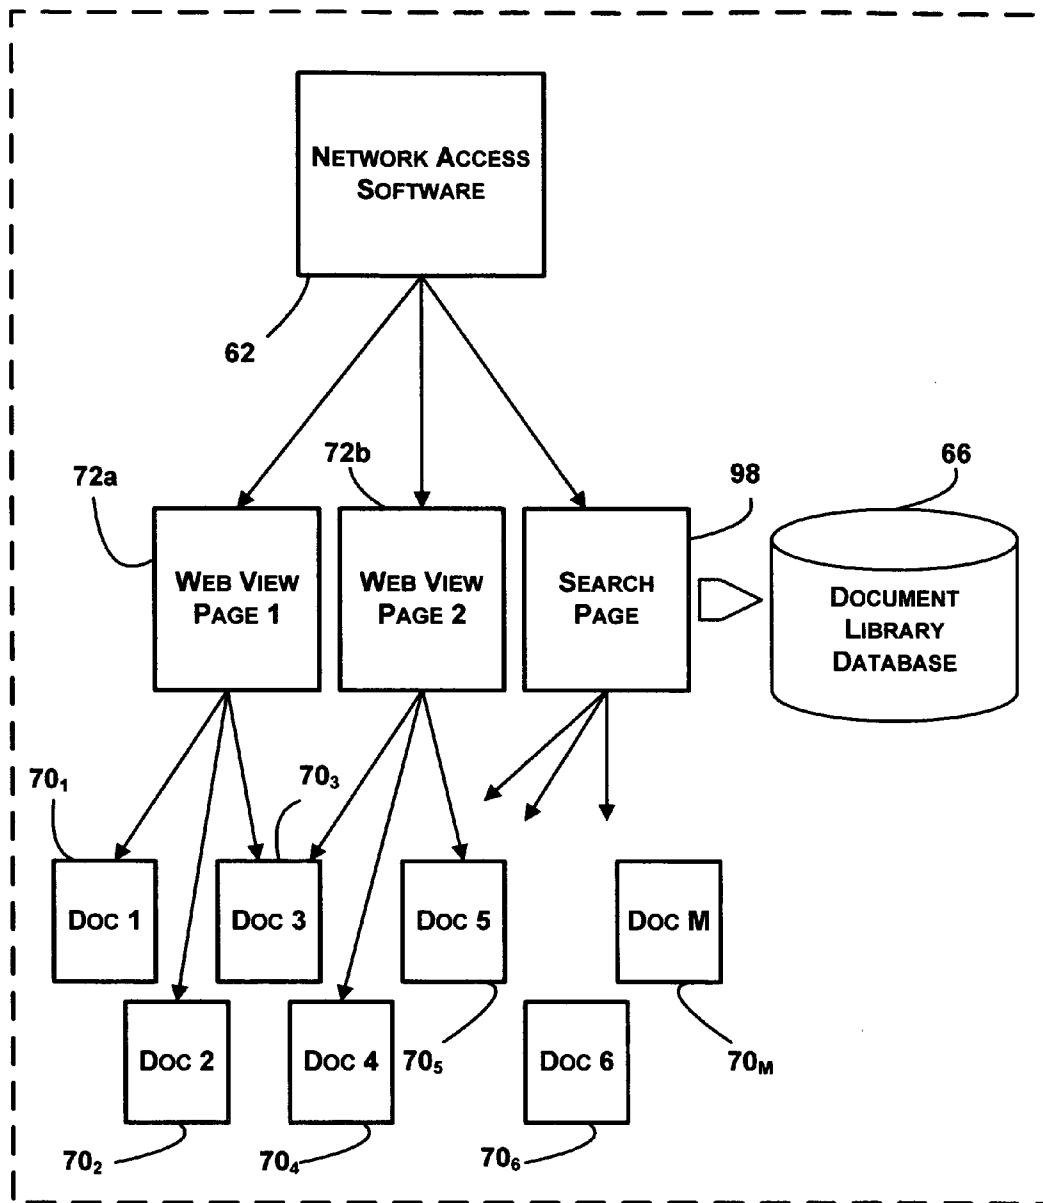 NETWORK ACCESS
SOFTWARE
62
72a
72b
98
66
WEB VIEW
PAGE 1
WEB VIEW
PAGE 2
SEARCH
PAGE
DOCUMENT
LIBRARY
DATABASE
70₁
70₃
DOC 1
DOC 3
DOC 5
DOC M
DOC 2
DOC 4
70₅
DOC 6
70M
70₂
70₄
70₆